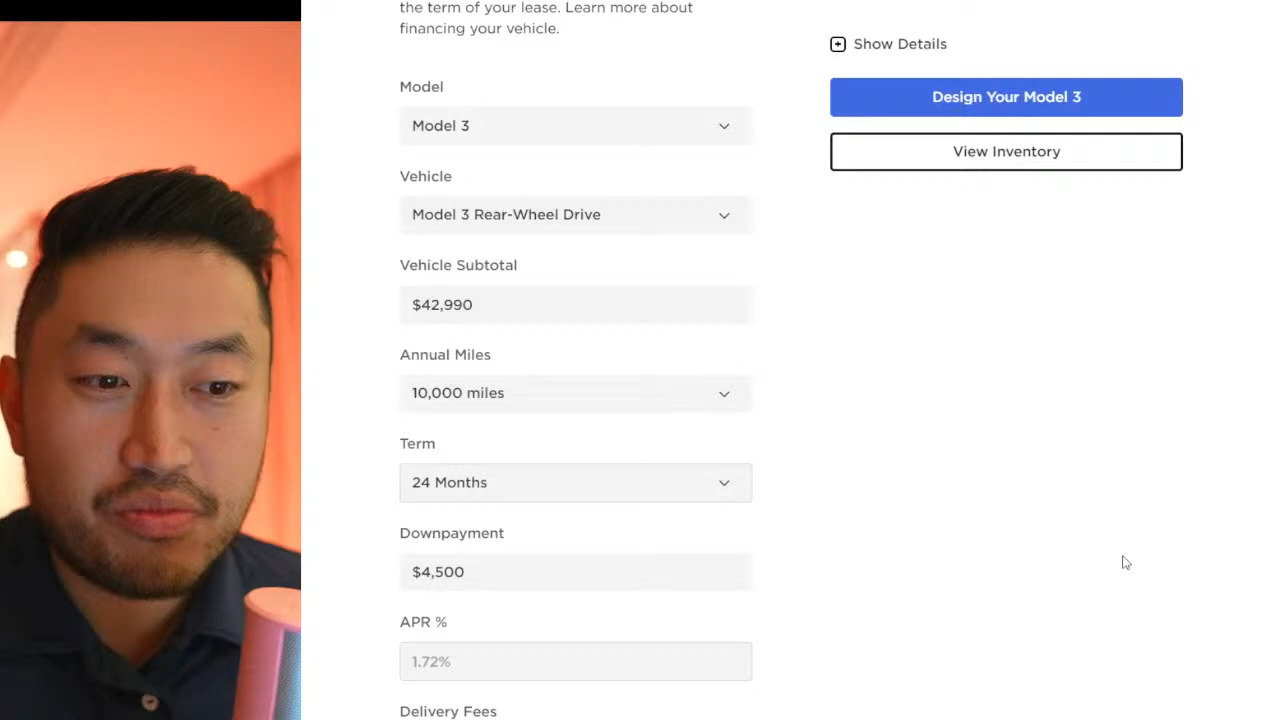 the term of your lease. Learn more about
financing your vehicle.
Model
Model 3
Vehicle
Model 3 Rear-Wheel Drive
Vehicle Subtotal
$42,990
Annual Miles
10,000 miles
Term
24 Months
Downpayment
$4,500
APR %
1.72%
Delivery Fees
Show Details
Design Your Model 3
View Inventory